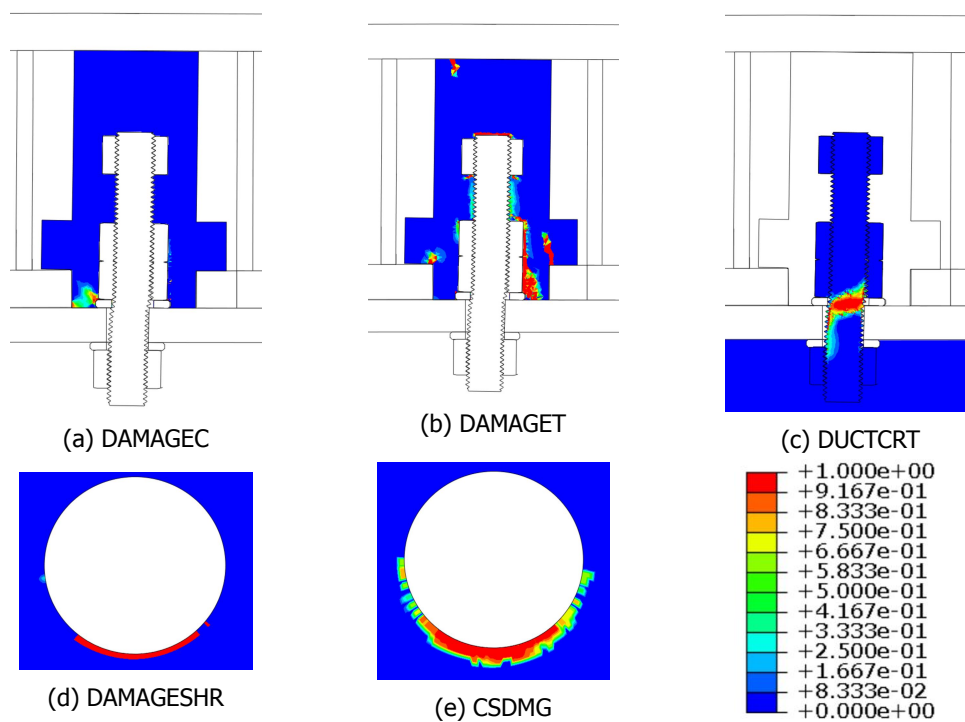 (a) DAMAGEC
(b) DAMAGET
(c) DUCTCRT
(d) DAMAGESHR
(e) CSDMG
+1.000e+00
+9.167e-01
+8.333e-01
+7.500e-01
+6.667e-01
+5.833e-01
+5.000e-01
+4.167e-01
+3.333e-01
+2.501e-01
+1.667e-01
+8.333e-02
+0.000e+00